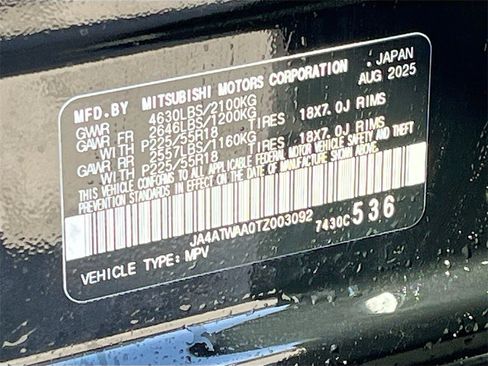 MFD.BY MITSUBISHI MOTORS CORPORATION , JAPAN
AUG 2025
GVWR 4630LBS/2100KG
GAWR FR 2646LBS/1200KG
WITH P225/55R18 TIRES 18X7.0J RIMS
GAWR RR 2557LBS/1160KG
WITH P225/55R18 TIRES 18X7.0J RIMS
THIS VEHICLE CONFORMS TO ALL APPLICABLE FEDERAL MOTOR VEHICLE SAFETY AND THEFT
PREVENTION STANDARDS IN EFFECT ON THE DATE OF MANUFACTURE SHOWN ABOVE.
JA4ATWAA0TZ003092 7430C536
VEHICLE TYPE:MPV